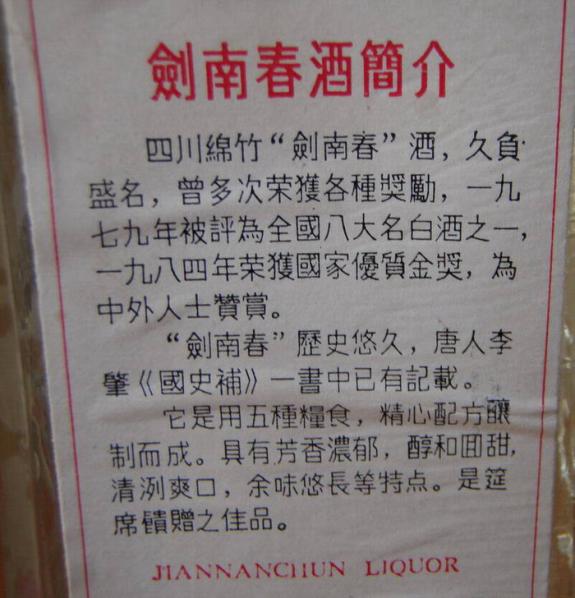 劍南春酒簡介
四川綿竹“劍南春”酒，久負
盛名，曾多次荣獲各種獎勵，一九
七九年被評為全國八大名白酒之一，
一九八四年荣獲國家優質金獎，為
中外人士贊賞。
“劍南春”歷史悠久，唐人李
肇《國史補》一書中已有記載。
它是用五種糧食，精心配方釀
制而成。具有芳香濃郁，醇和囬甜，
清洌爽口，余味悠長等特点。是筵
席饋贈之佳品。
JIANNANCHUN LIQUOR